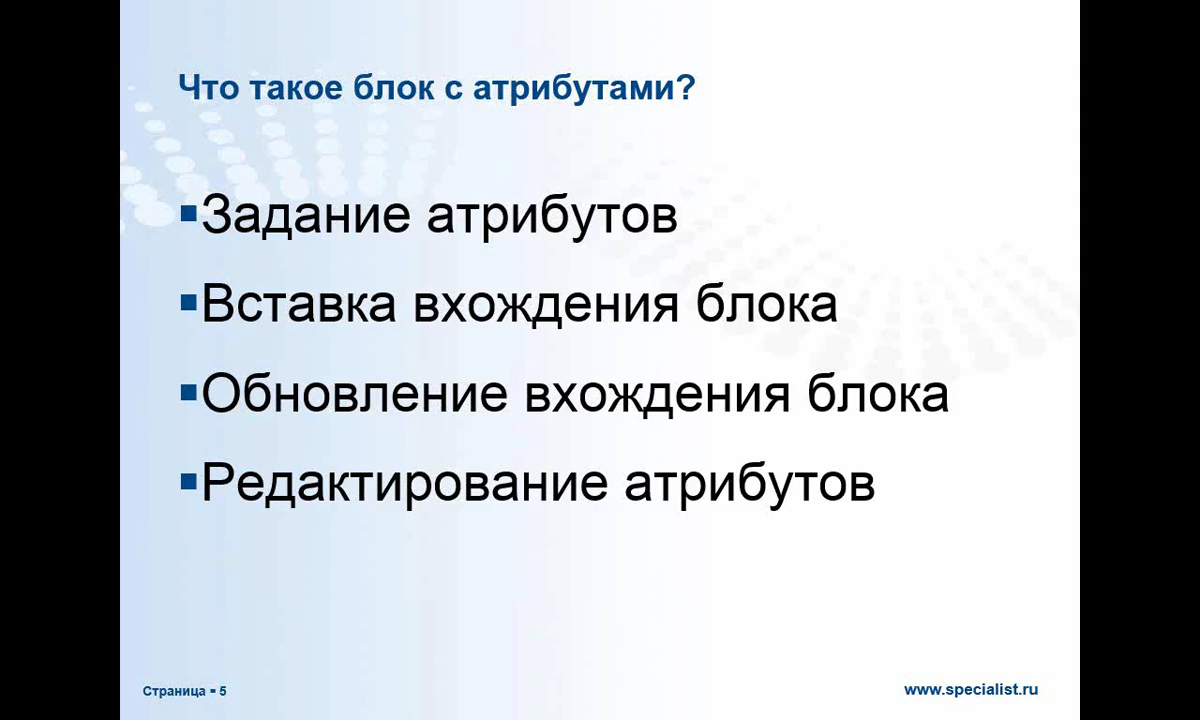 Что такое блок с атрибутами?
▪Задание атрибутов
▪Вставка вхождения блока
▪Обновление вхождения блока
▪Редактирование атрибутов
Страница ▪ 5
www.specialist.ru